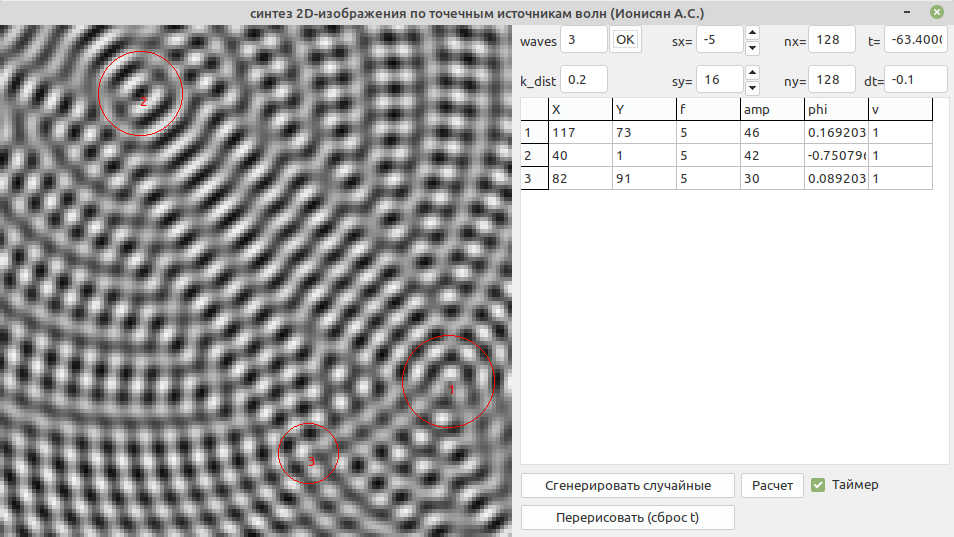 синтез 2D-изображения по точечным источникам волн (Ионисян А.С.)
waves 3 OK sx= -5 nx= 128 t= -63.400
k_dist 0.2 sy= 16 ny= 128 dt= -0.1
X Y f amp phi v
1 117 73 5 46 0.169203 1
2 40 1 5 42 -0.75079 1
3 82 91 5 30 0.089203 1
2
1
3
Сгенерировать случайные Расчет Таймер
Перерисовать (сброс t)